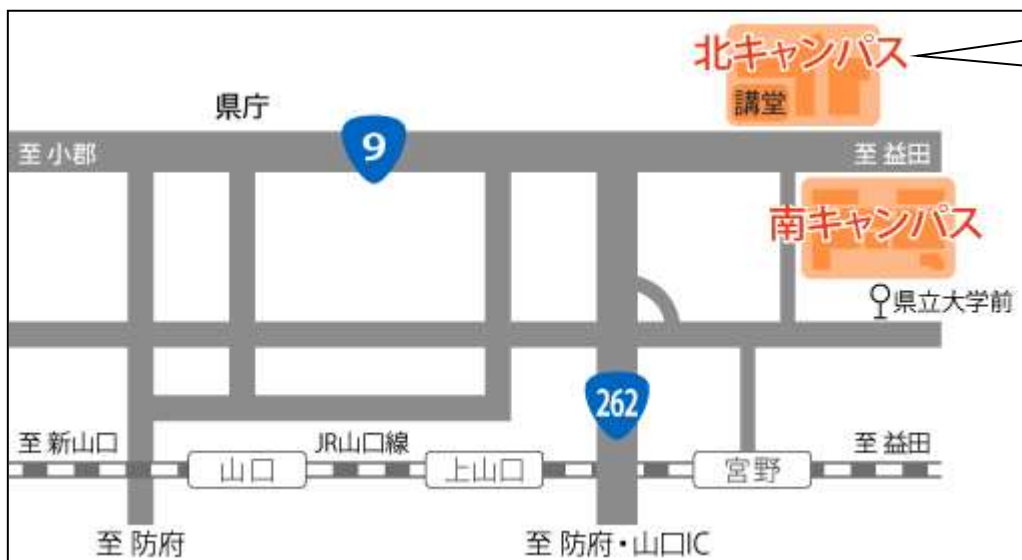 北キャンパス
講堂
県庁
至 小郡
9
至 益田
南キャンパス
県立大学前
262
至 新山口
JR山口線
至 益田
山口
上山口
宮野
至 防府
至 防府・山口IC